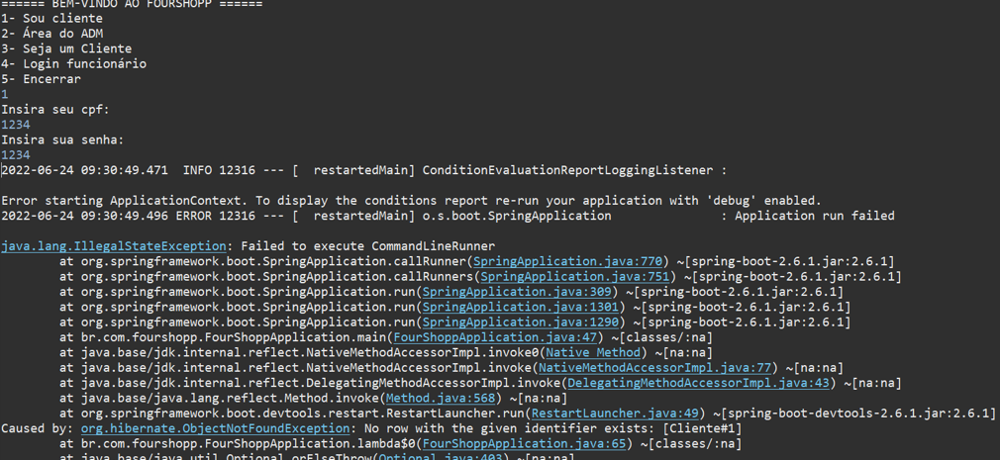 ====== BEM-VINDO AO FOURSHOPP ======
1- Sou cliente
2- Área do ADM
3- Seja um Cliente
4- Login funcionário
5- Encerrar
1
Insira seu cpf:
1234
Insira sua senha:
1234
2022-06-24 09:30:49.471  INFO 12316 --- [  restartedMain] ConditionEvaluationReportLoggingListener :

Error starting ApplicationContext. To display the conditions report re-run your application with 'debug' enabled.
2022-06-24 09:30:49.496 ERROR 12316 --- [  restartedMain] o.s.boot.SpringApplication               : Application run failed

java.lang.IllegalStateException: Failed to execute CommandLineRunner
	at org.springframework.boot.SpringApplication.callRunner(SpringApplication.java:770) ~[spring-boot-2.6.1.jar:2.6.1]
	at org.springframework.boot.SpringApplication.callRunners(SpringApplication.java:751) ~[spring-boot-2.6.1.jar:2.6.1]
	at org.springframework.boot.SpringApplication.run(SpringApplication.java:309) ~[spring-boot-2.6.1.jar:2.6.1]
	at org.springframework.boot.SpringApplication.run(SpringApplication.java:1301) ~[spring-boot-2.6.1.jar:2.6.1]
	at org.springframework.boot.SpringApplication.run(SpringApplication.java:1290) ~[spring-boot-2.6.1.jar:2.6.1]
	at br.com.fourshopp.FourShoppApplication.main(FourShoppApplication.java:47) ~[classes/:na]
	at java.base/jdk.internal.reflect.NativeMethodAccessorImpl.invoke0(Native Method) ~[na:na]
	at java.base/jdk.internal.reflect.NativeMethodAccessorImpl.invoke(NativeMethodAccessorImpl.java:77) ~[na:na]
	at java.base/jdk.internal.reflect.DelegatingMethodAccessorImpl.invoke(DelegatingMethodAccessorImpl.java:43) ~[na:na]
	at java.base/java.lang.reflect.Method.invoke(Method.java:568) ~[na:na]
	at org.springframework.boot.devtools.restart.RestartLauncher.run(RestartLauncher.java:49) ~[spring-boot-devtools-2.6.1.jar:2.6.1]
Caused by: org.hibernate.ObjectNotFoundException: No row with the given identifier exists: [Cliente#1]
	at br.com.fourshopp.FourShoppApplication.lambda$0(FourShoppApplication.java:65) ~[classes/:na]
	at java.base/java.util.Optional.orElseThrow(Optional.java:403) ~[na:na]